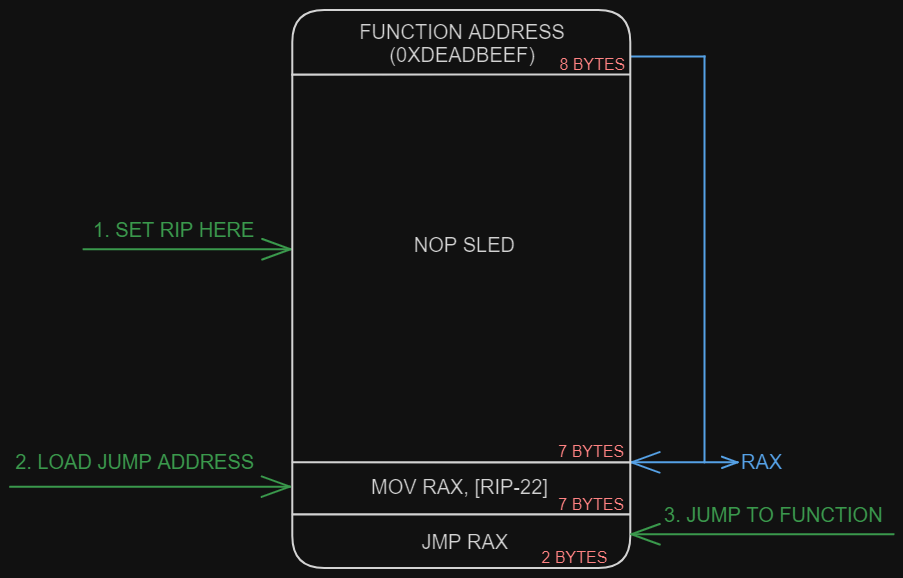 FUNCTION ADDRESS
(0XDEADBEEF)
8 BYTES
1. SET RIP HERE
NOP SLED
7 BYTES
2. LOAD JUMP ADDRESS
RAX
MOV RAX, [RIP-22]
7 BYTES
3. JUMP TO FUNCTION
JMP RAX
2 BYTES